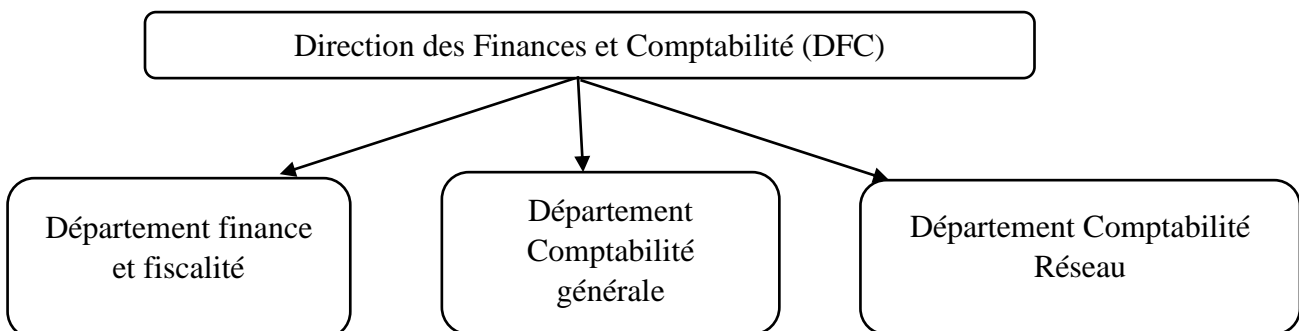 Direction des Finances et Comptabilité (DFC)
Département finance
et fiscalité
Département
Comptabilité
générale
Département Comptabilité
Réseau